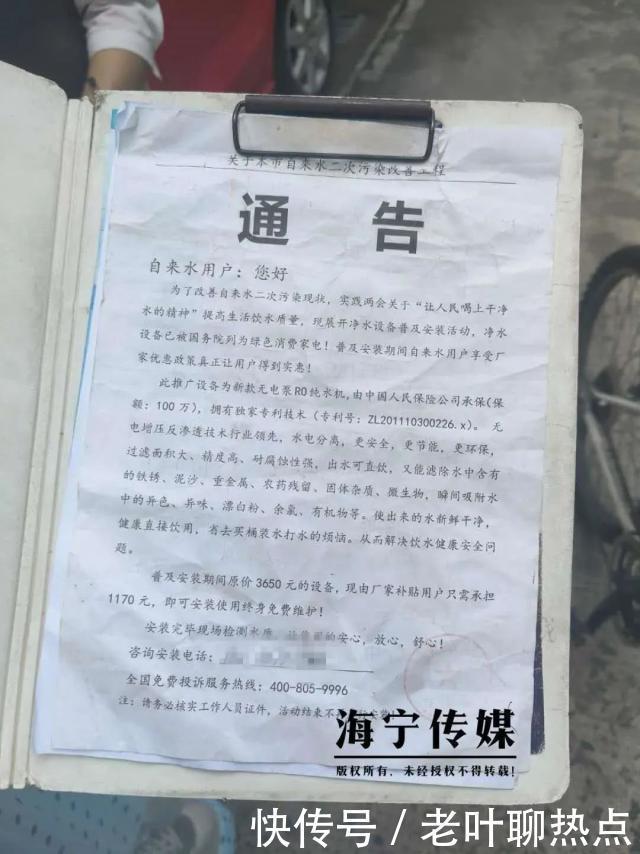 关于本市自来水二次污染改善工程
通 告
自来水用户：您好
为了改善自来水二次污染现状，实践两会关于“让人民喝上干净
水的精神”提高生活饮水质量，现展开净水设备普及安装活动，净水
设备已被国务院列为绿色消费家电！普及安装期间自来水用户享受厂
家优惠政策真正让用户得到实惠！
此推广设备为新款无电泵RO纯水机，由中国人民保险公司承保(保
额：100万)，拥有独家专利技术（专利号：ZL201110300226.x）。无
电增压反渗透技术行业领先，水电分离，更安全，更节能，更环保，
过滤面积大、精度高、耐腐蚀性强，出水可直饮，又能滤除水中含有
的铁锈、泥沙、重金属、农药残留、固体杂质、微生物，瞬间吸附水
中的异色、异味、漂白粉、余氯、有机物等。使出来的水新鲜干净，
健康直接饮用，省去买桶装水打水的烦恼。从而解决饮水健康安全问
题。
普及安装期间原价3650元的设备，现由厂家补贴用户只需承担
1170元，即可安装使用终身免费维护！
安装完毕现场检测水质，让您的安心，放心，舒心！
咨询安装电话：
全国免费投诉服务热线：400-805-9996
注：请务必核实工作人员证件，活动结束不
海宁传媒
版权所有，未经授权不得转载！
快传号 / 老叶聊热点